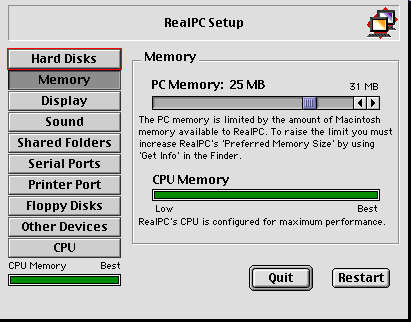 RealPC Setup
Hard Disks
Memory
Display
Sound
Shared Folders
Serial Ports
Printer Port
Floppy Disks
Other Devices
CPU
CPU Memory Best
Memory
PC Memory: 25 MB 31 MB
The PC memory is limited by the amount of Macintosh
memory available to RealPC. To raise the limit you must
increase RealPC's 'Preferred Memory Size' by using
'Get Info' in the Finder.
CPU Memory
Low Best
RealPC's CPU is configured for maximum performance.
Quit Restart